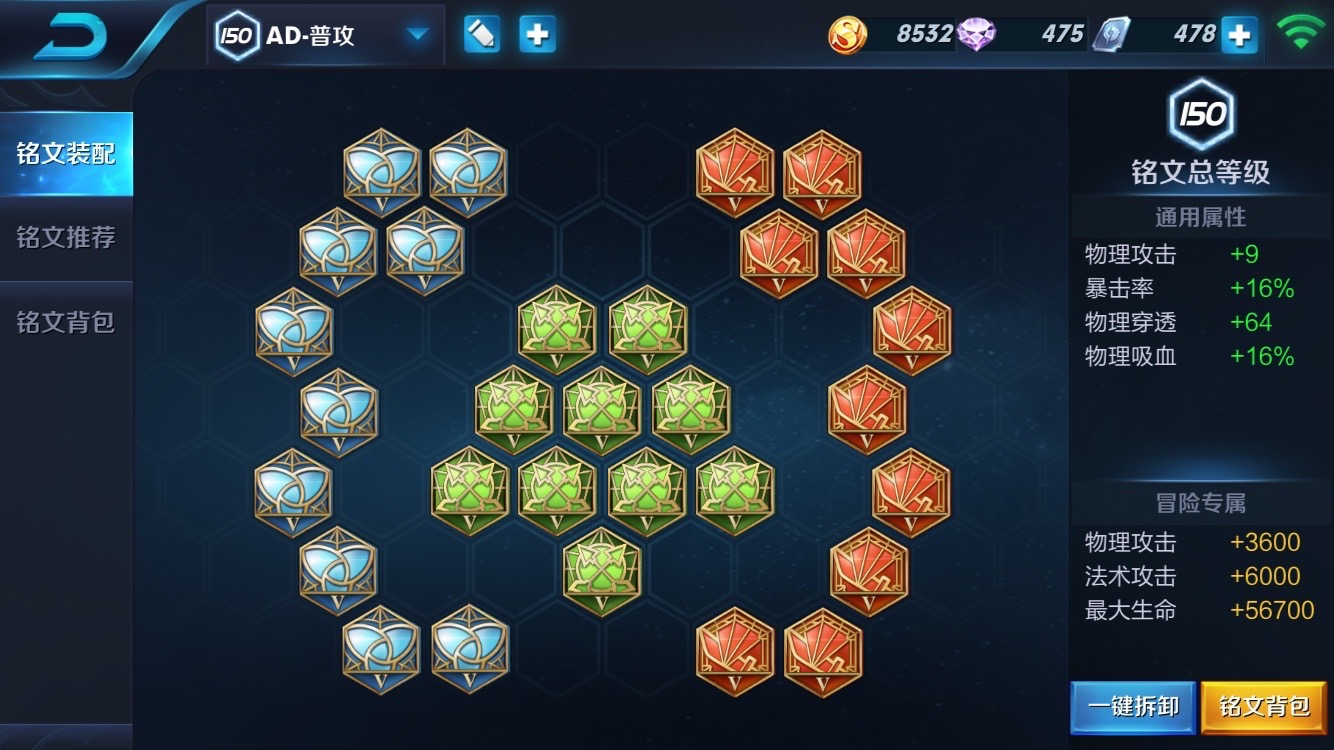 150 AD-普攻 8532 475 478
铭文装配
铭文推荐
铭文背包
V V V V
V V V V
V V V V
V V V V V
V V V V V V
V V V
V V V V
150
铭文总等级
通用属性
物理攻击 +9
暴击率 +16%
物理穿透 +64
物理吸血 +16%
冒险专属
物理攻击 +3600
法术攻击 +6000
最大生命 +56700
一键拆卸 铭文背包